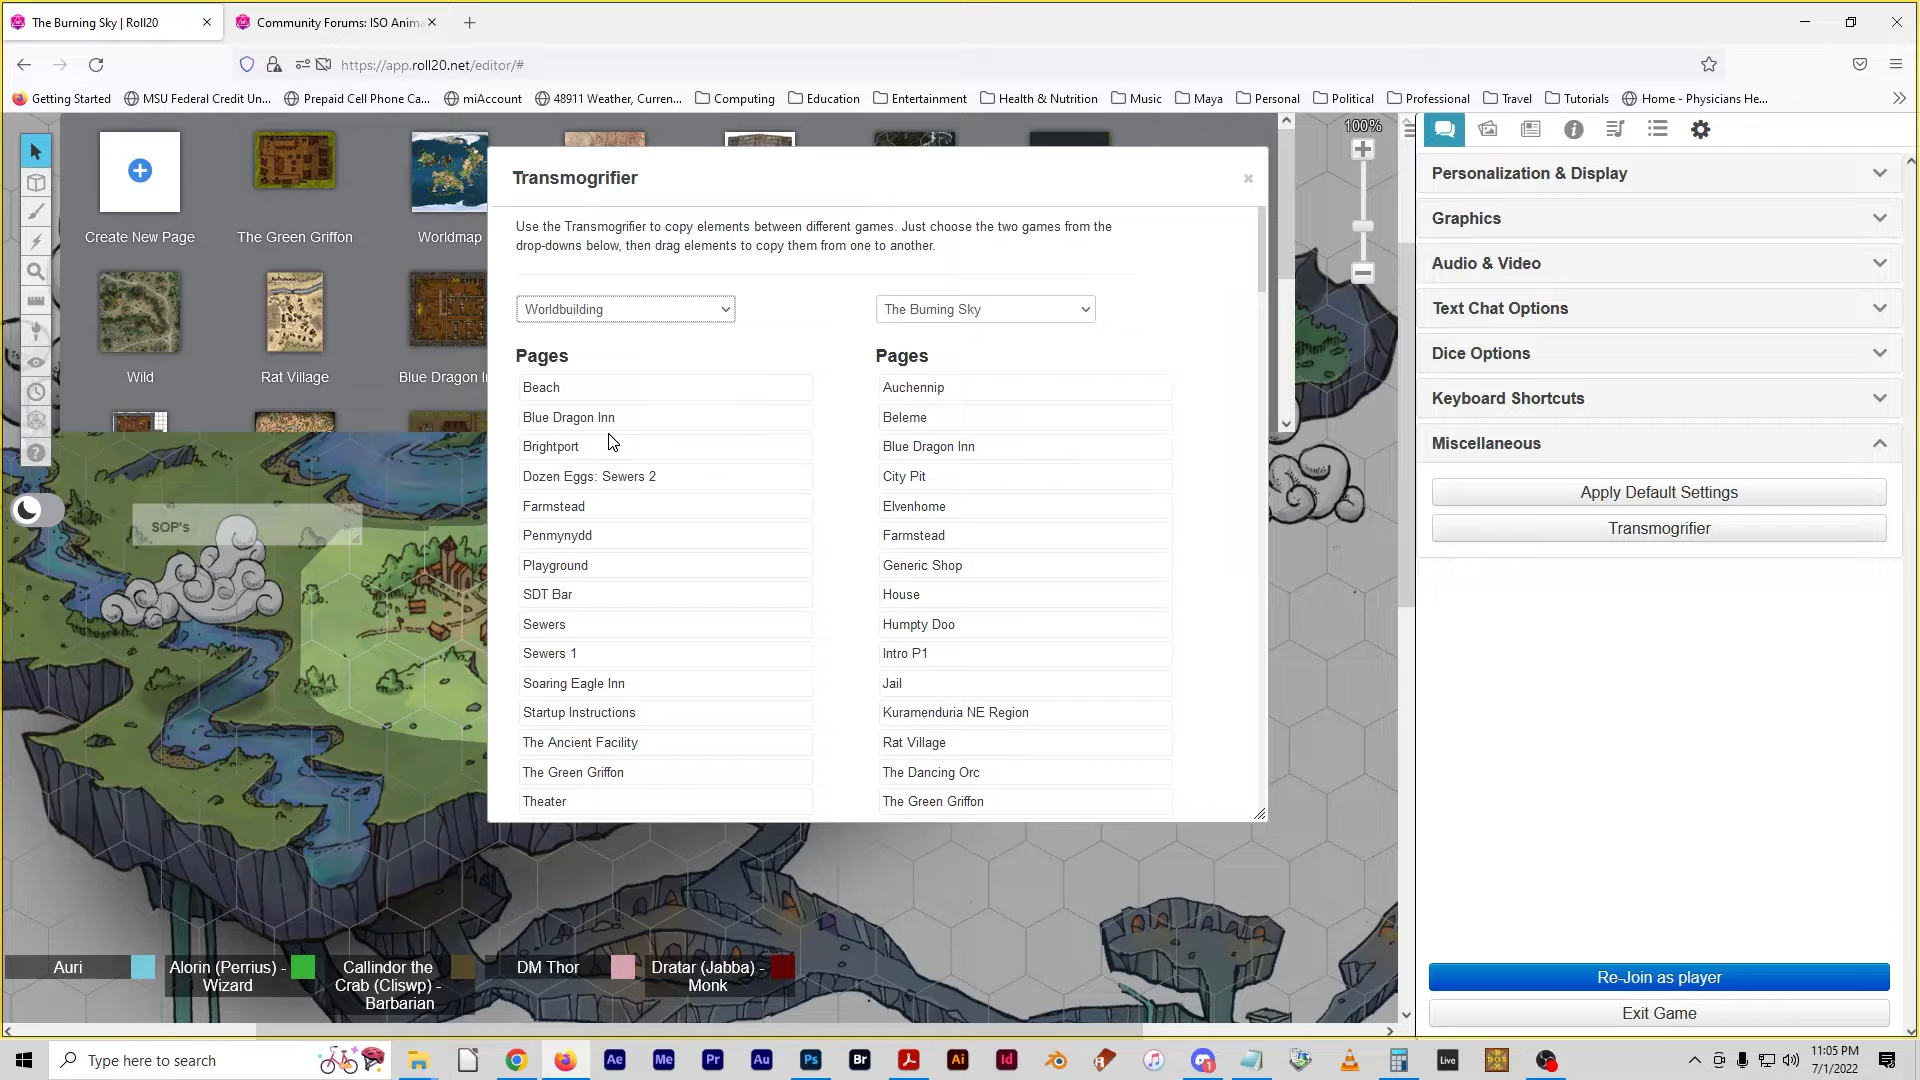 The Burning Sky | Roll20
Community Forums: ISO Anima
https://app.roll20.net/editor/#
Getting Started
MSU Federal Credit Un...
Prepaid Cell Phone Ca...
miAccount
48911 Weather, Curren...
Computing
Education
Entertainment
Health & Nutrition
Music
Maya
Personal
Political
Professional
Travel
Tutorials
Home - Physicians He...
Create New Page
The Green Griffon
Worldmap
Wild
Rat Village
Blue Dragon I
SOP's
100%
Transmogrifier
Use the Transmogrifier to copy elements between different games. Just choose the two games from the
drop-downs below, then drag elements to copy them from one to another.
Worldbuilding
The Burning Sky
Pages
Beach
Blue Dragon Inn
Brightport
Dozen Eggs: Sewers 2
Farmstead
Penmynydd
Playground
SDT Bar
Sewers
Sewers 1
Soaring Eagle Inn
Startup Instructions
The Ancient Facility
The Green Griffon
Theater
Pages
Auchennip
Beleme
Blue Dragon Inn
City Pit
Elvenhome
Farmstead
Generic Shop
House
Humpty Doo
Intro P1
Jail
Kuramenduria NE Region
Rat Village
The Dancing Orc
The Green Griffon
Personalization & Display
Graphics
Audio & Video
Text Chat Options
Dice Options
Keyboard Shortcuts
Miscellaneous
Apply Default Settings
Transmogrifier
Re-Join as player
Exit Game
Auri
Alorin (Perrius) -
Wizard
Callindor the
Crab (Cliswp) -
Barbarian
DM Thor
Dratar (Jabba) -
Monk
Type here to search
Ae
Me
Pr
Au
Ps
Br
Ai
Id
Live
11:05 PM
7/1/2022